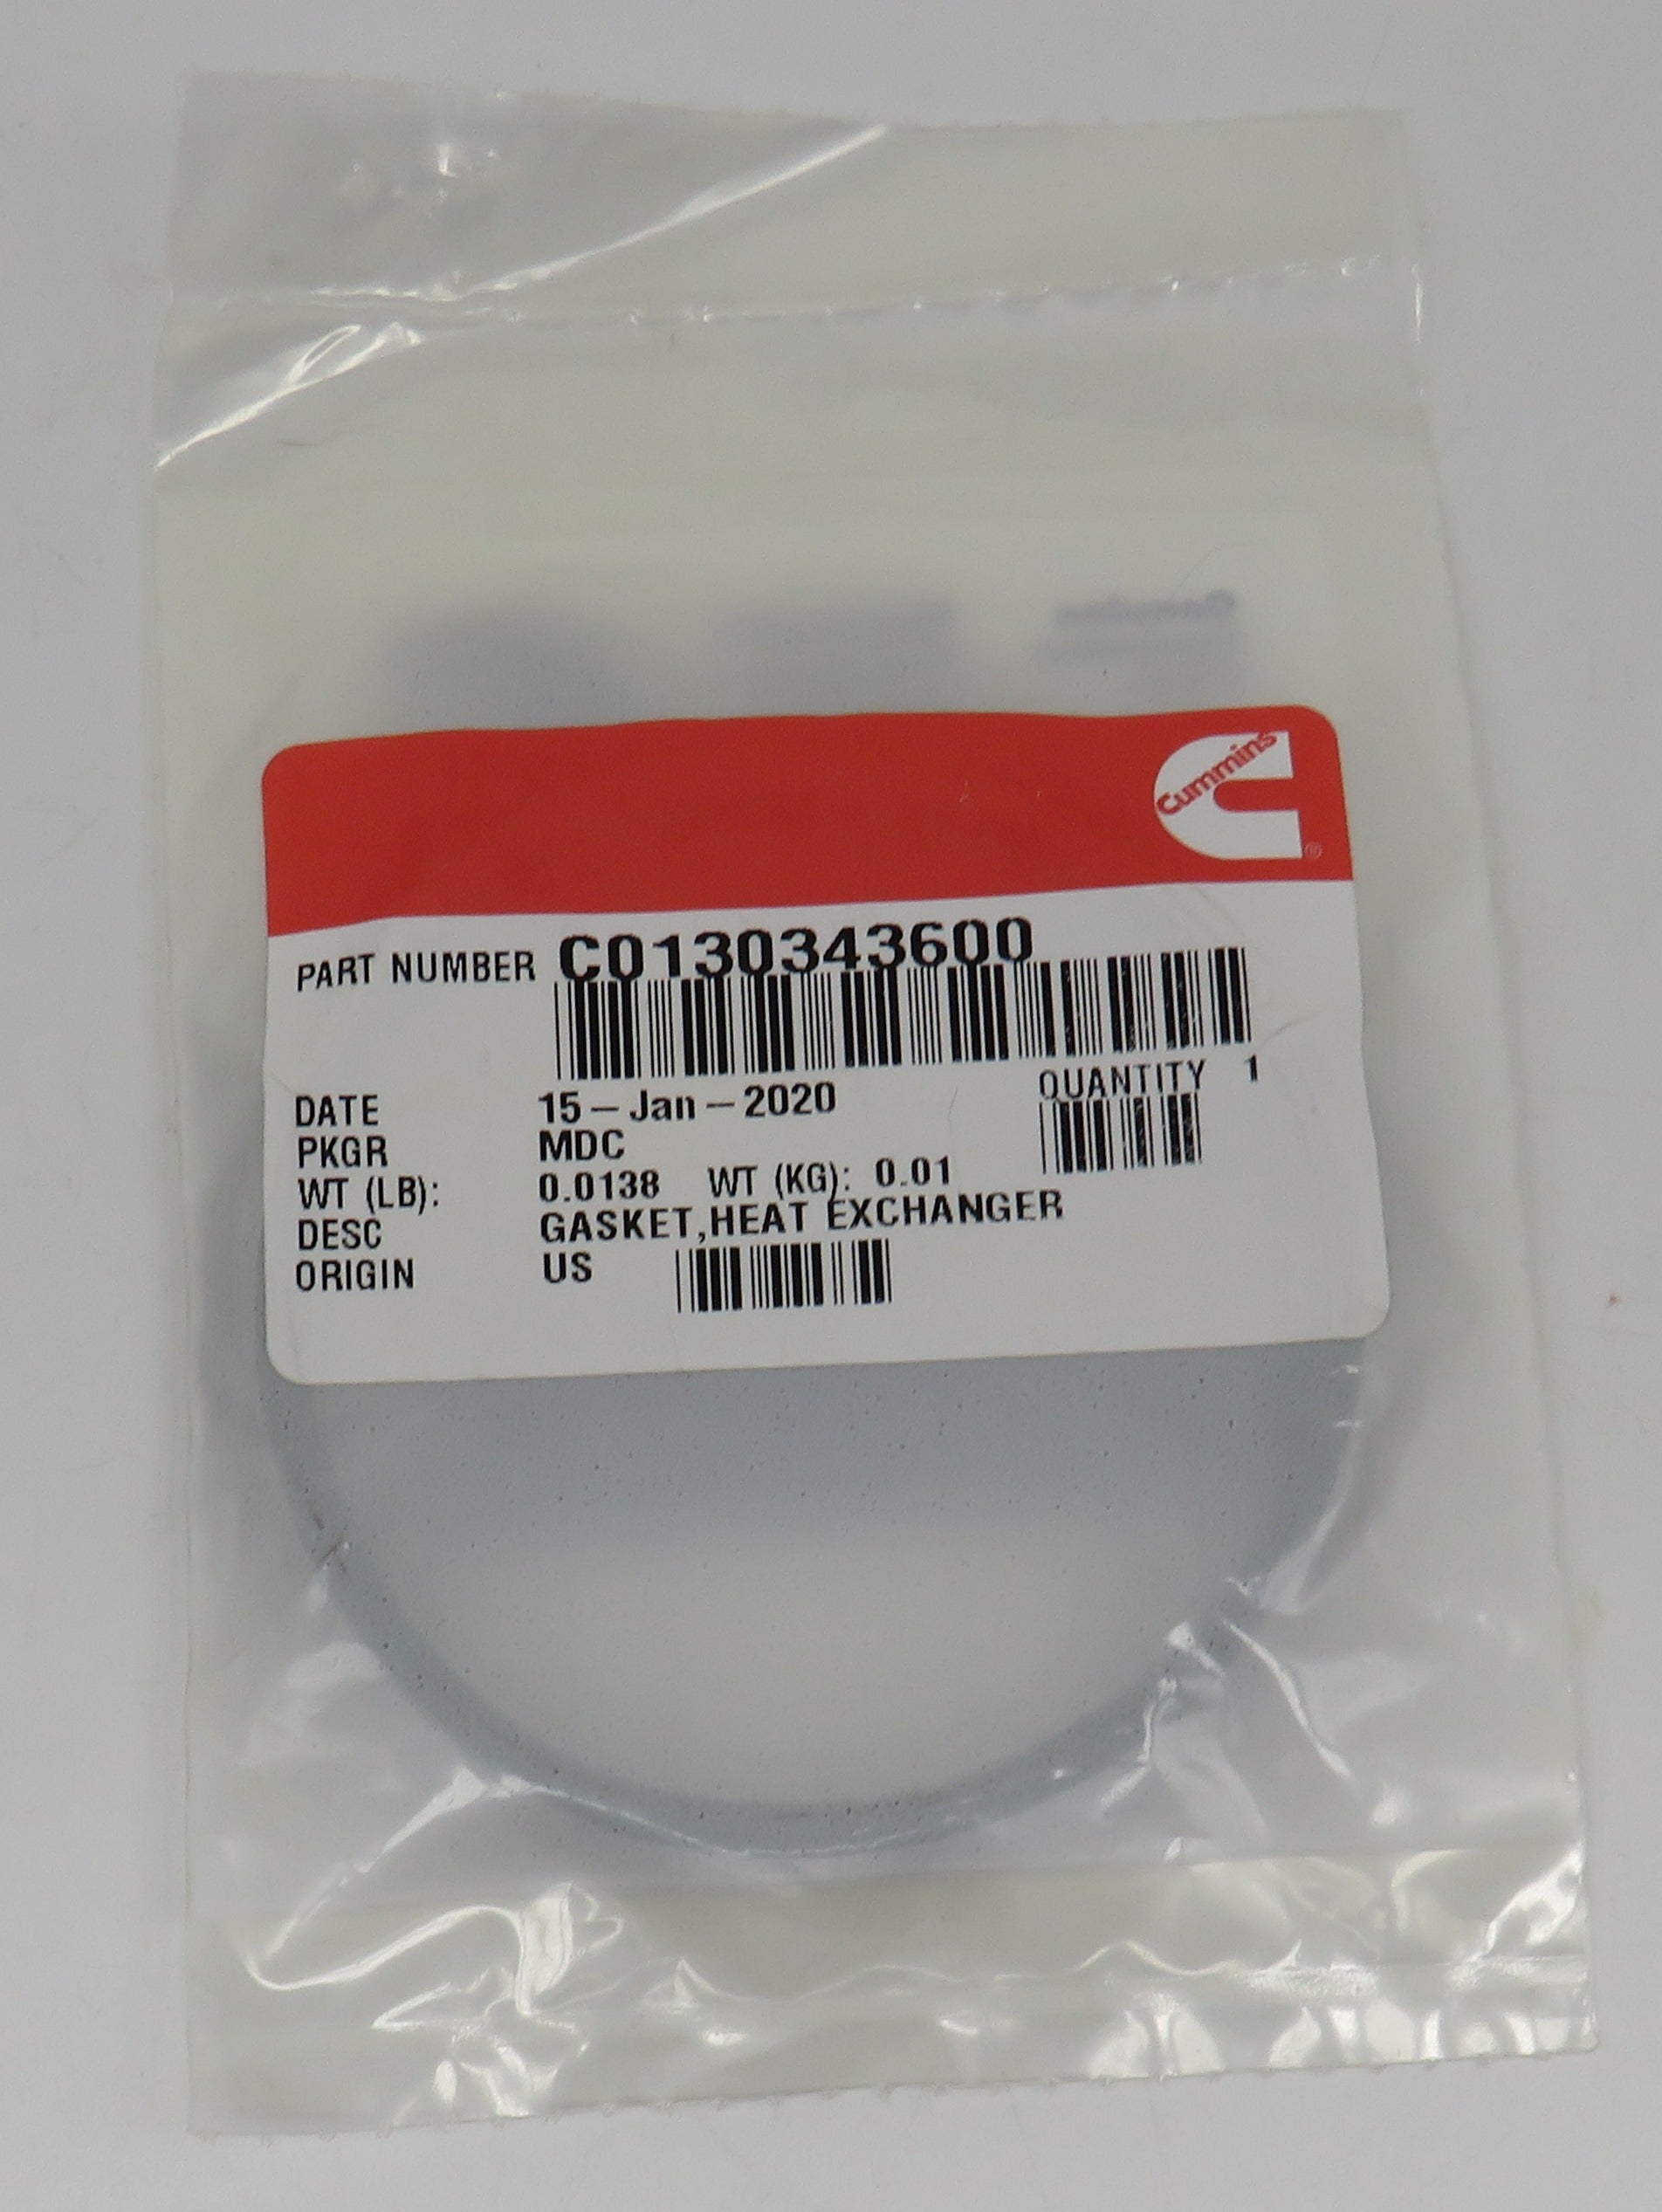 Cummins
®
PART NUMBER C0130343600
QUANTITY 1
DATE 15-Jan-2020
PKGR MDC
WT (LB): 0.0138 WT (KG): 0.01
DESC GASKET,HEAT EXCHANGER
ORIGIN US